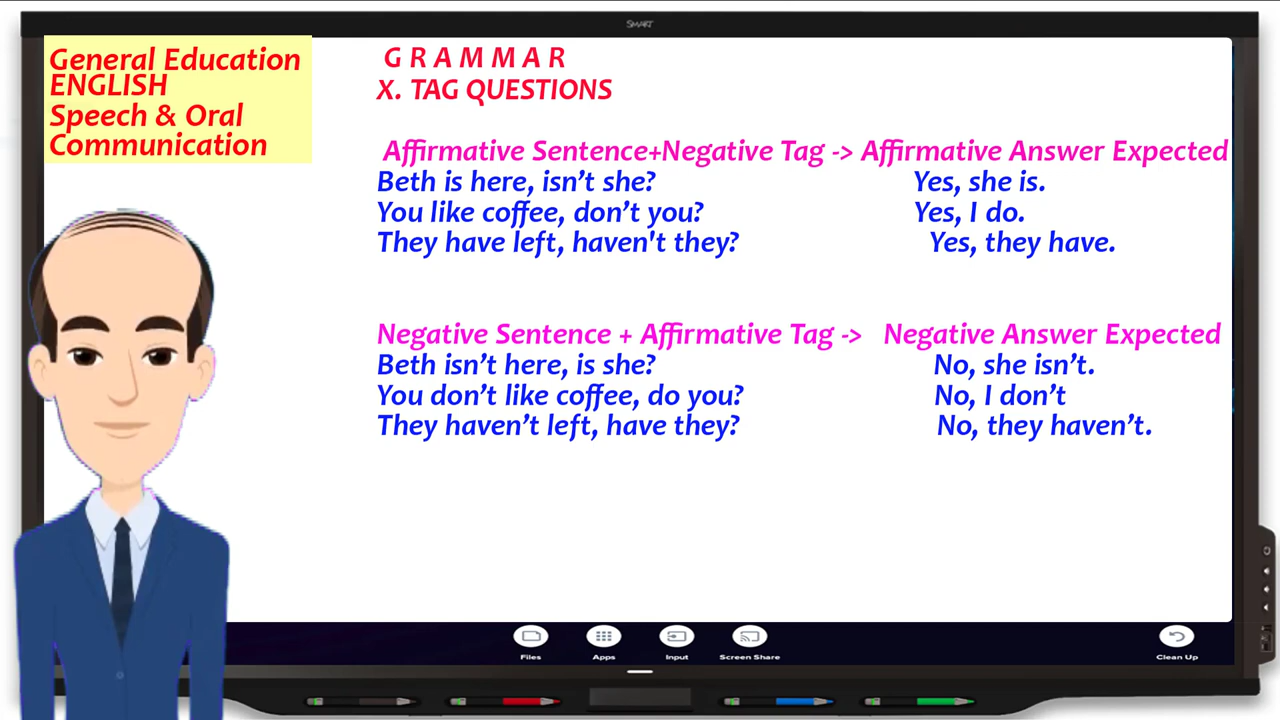 SMART
General Education
ENGLISH
Speech & Oral
Communication
G R A M M A R
X. TAG QUESTIONS
Affirmative Sentence+Negative Tag -> Affirmative Answer Expected
Beth is here, isn’t she? Yes, she is.
You like coffee, don’t you? Yes, I do.
They have left, haven't they? Yes, they have.
Negative Sentence + Affirmative Tag -> Negative Answer Expected
Beth isn’t here, is she? No, she isn’t.
You don’t like coffee, do you? No, I don’t
They haven’t left, have they? No, they haven’t.
Files Apps Input Screen Share Clean Up